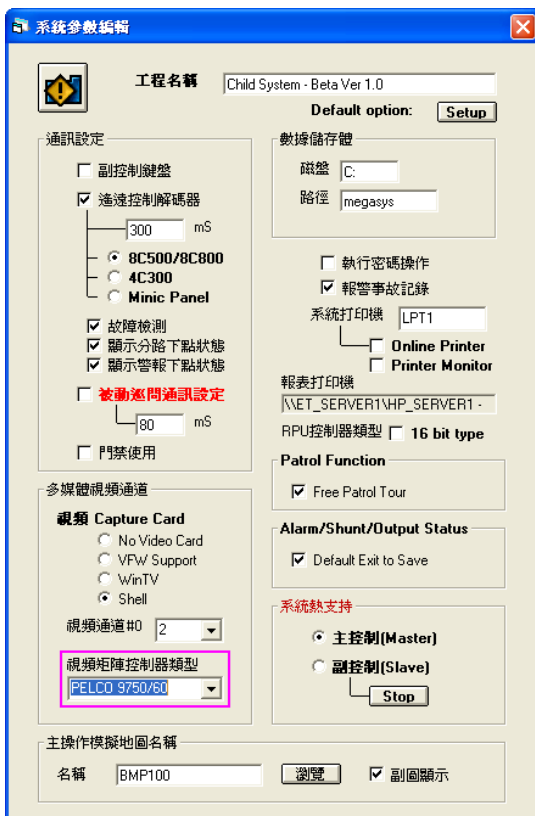 系統參數編輯
工程名稱 Child System - Beta Ver 1.0
Default option: Setup
通訊設定
副控制鍵盤
遙遠控制解碼器
300 mS
8C500/8C800
4C300
Minic Panel
故障檢測
顯示分路下點狀態
顯示警報下點狀態
被動巡問通訊設定
80 mS
門禁使用
數據儲存體
磁盤 C:
路徑 megasys
執行密碼操作
報警事故記錄
系統打印機 LPT1
Online Printer
Printer Monitor
報表打印機
\\ET_SERVER1\HP_SERVER1 -
RPU控制器類型 16 bit type
多媒體視頻通道
視頻 Capture Card
No Video Card
VFW Support
WinTV
Shell
視頻通道#0 2
視頻矩陣控制器類型
PELCO 9750/60
Patrol Function
Free Patrol Tour
Alarm/Shunt/Output Status
Default Exit to Save
系統熱支持
主控制(Master)
副控制(Slave)
Stop
主操作模擬地圖名稱
名稱 BMP100 瀏覽 副圖顯示